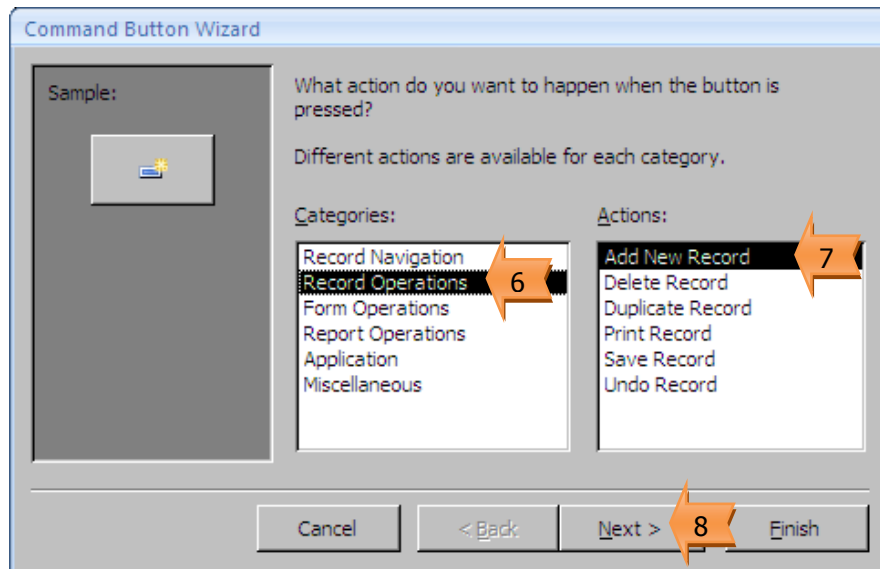 Command Button Wizard
Sample:
What action do you want to happen when the button is
pressed?
Different actions are available for each category.
Categories:
Record Navigation
Record Operations
6
Form Operations
Report Operations
Application
Miscellaneous
Actions:
Add New Record
7
Delete Record
Duplicate Record
Print Record
Save Record
Undo Record
Cancel
< Back
Next >
8
Finish